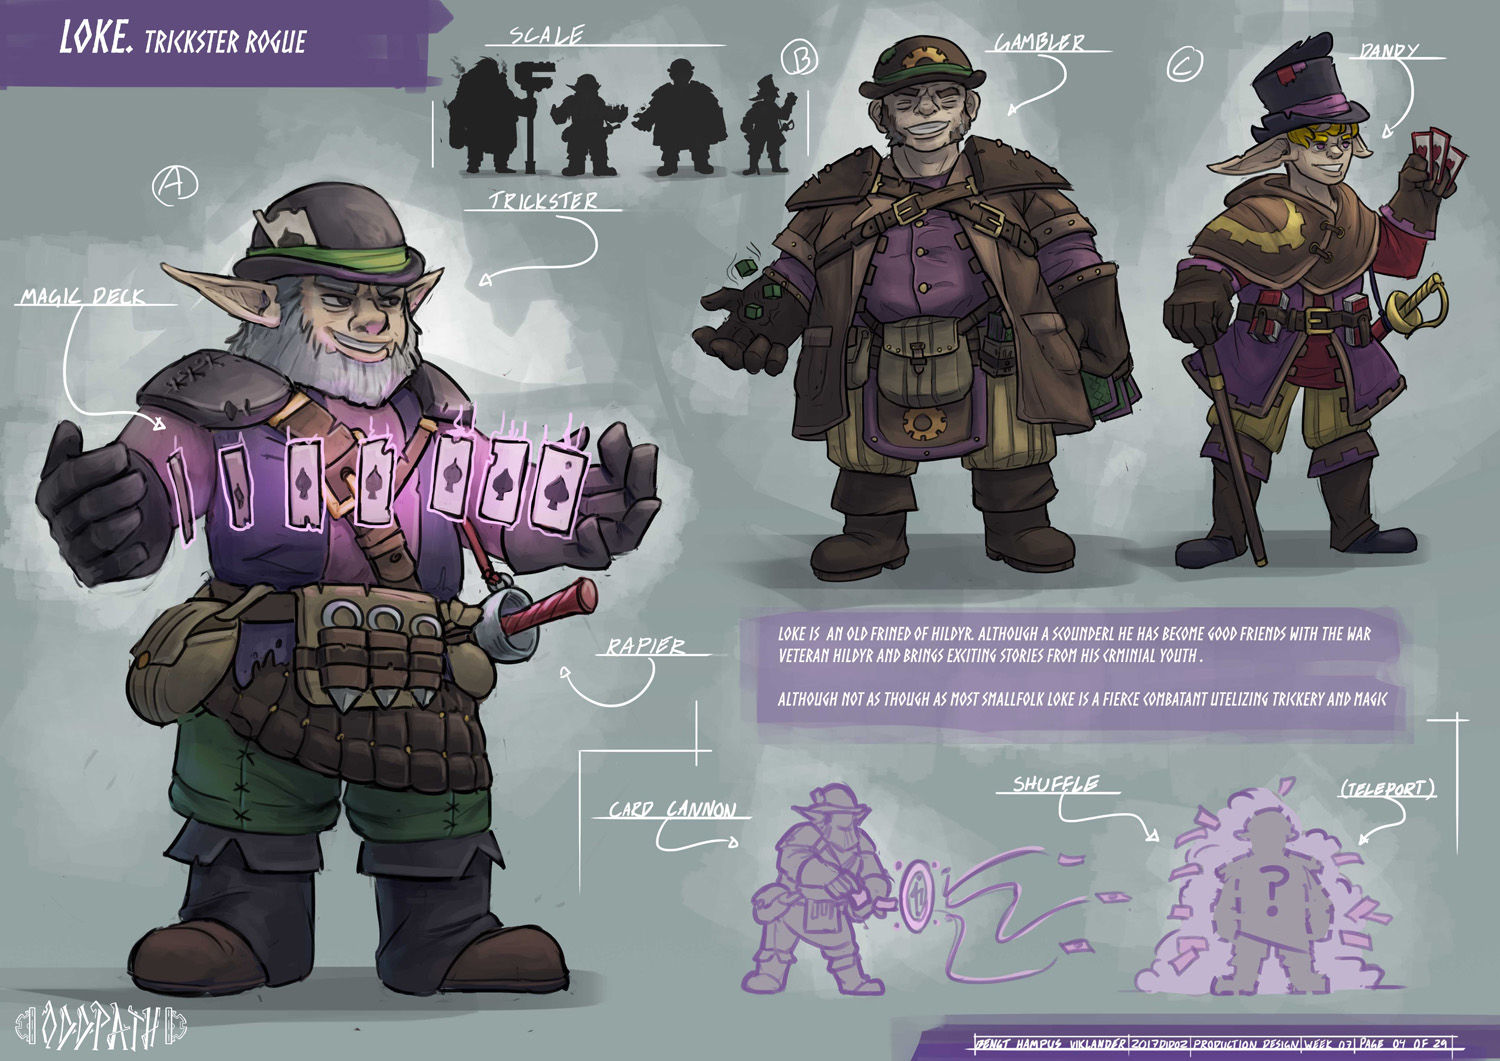 LOKE. TRICKSTER ROGUE
SCALE
B
GAMBLER
C
DANDY
A
TRICKSTER
MAGIC DECK
RAPIER
LOKE IS AN OLD FRINED OF HILDYR. ALTHOUGH A SCOUNDERL HE HAS BECOME GOOD FRIENDS WITH THE WAR
VETERAN HILDYR AND BRINGS EXCITING STORIES FROM HIS CRMINIAL YOUTH .
ALTHOUGH NOT AS THOUGH AS MOST SMALLFOLK LOKE IS A FIERCE COMBATANT UTELIZING TRICKERY AND MAGIC
CARD CANNON
SHUFFLE
(TELEPORT)
?
ODDPATH
BENGT HAMPUS VIKLANDER | 2017DID02 | PRODUCTION DESIGN | WEEK 07 | PAGE 04 OF 29